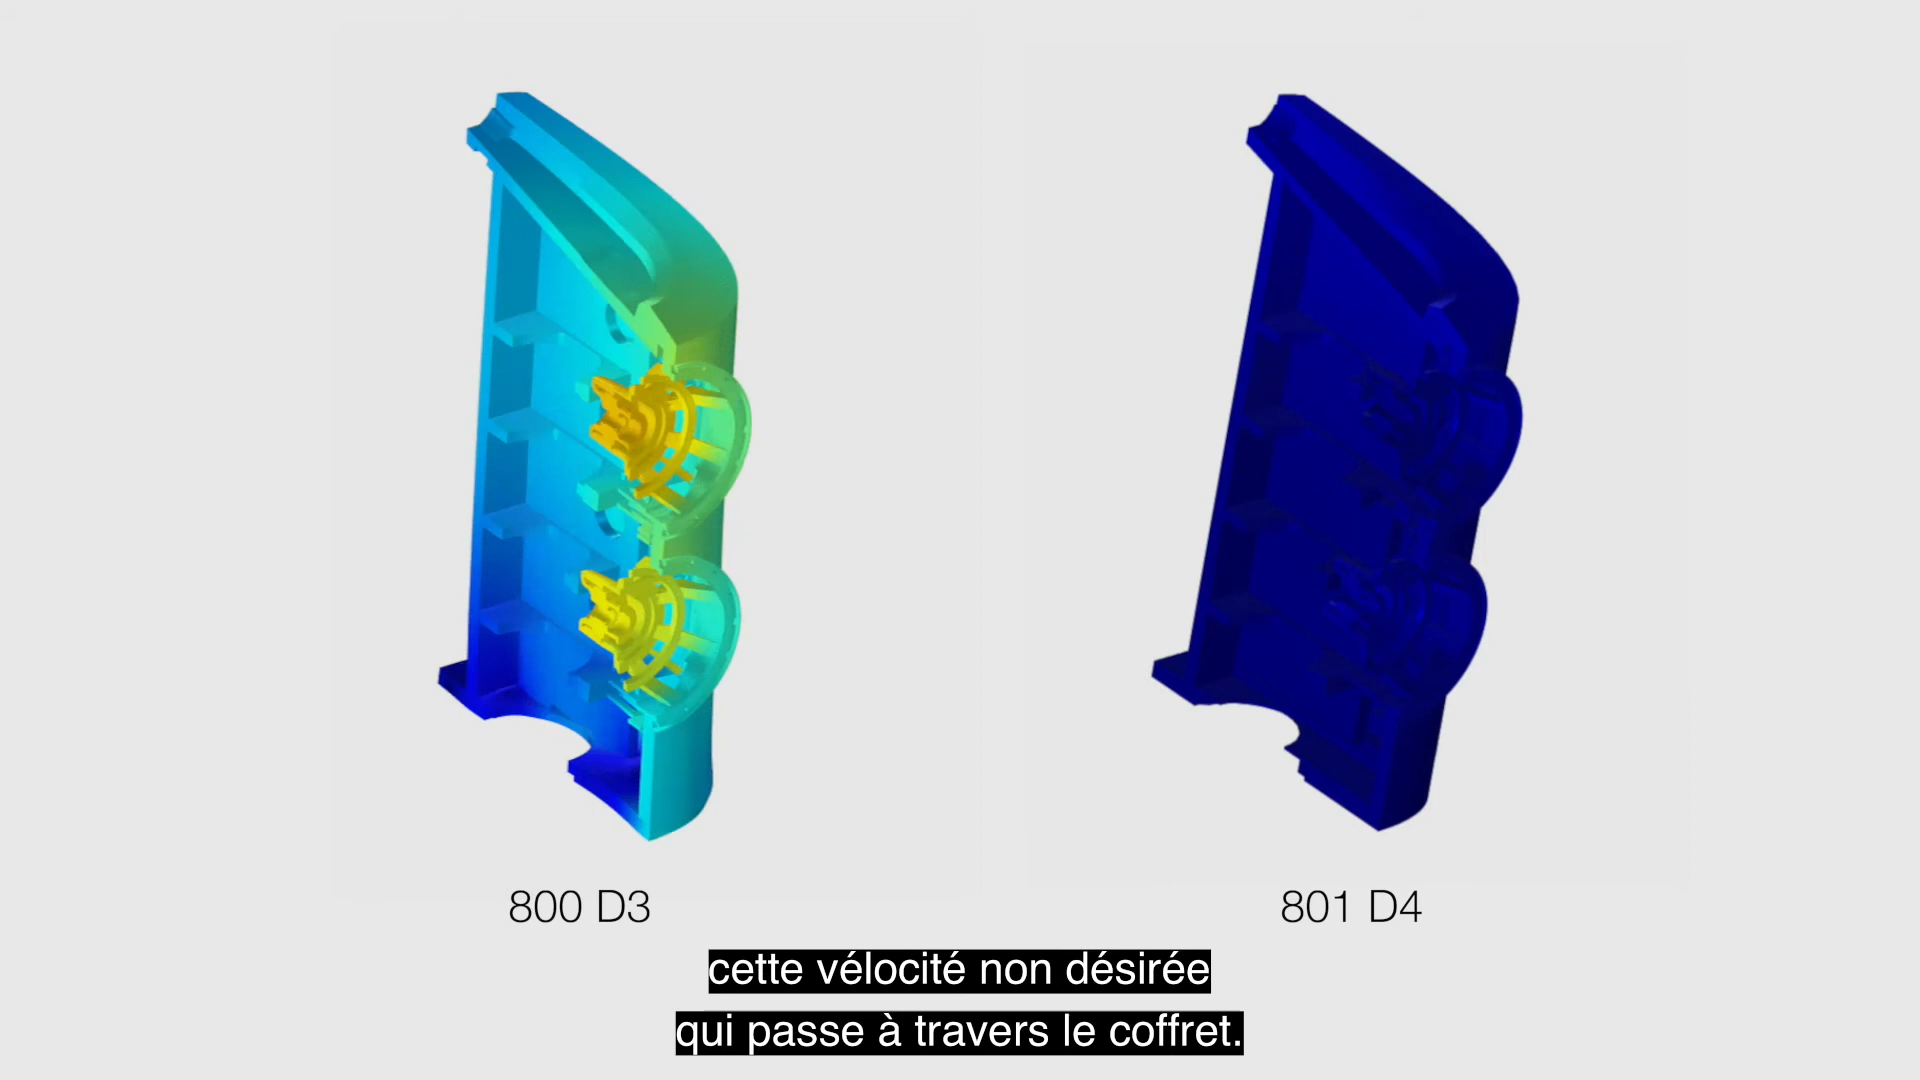 800 D3
801 D4
cette vélocité non désirée
qui passe à travers le coffret.